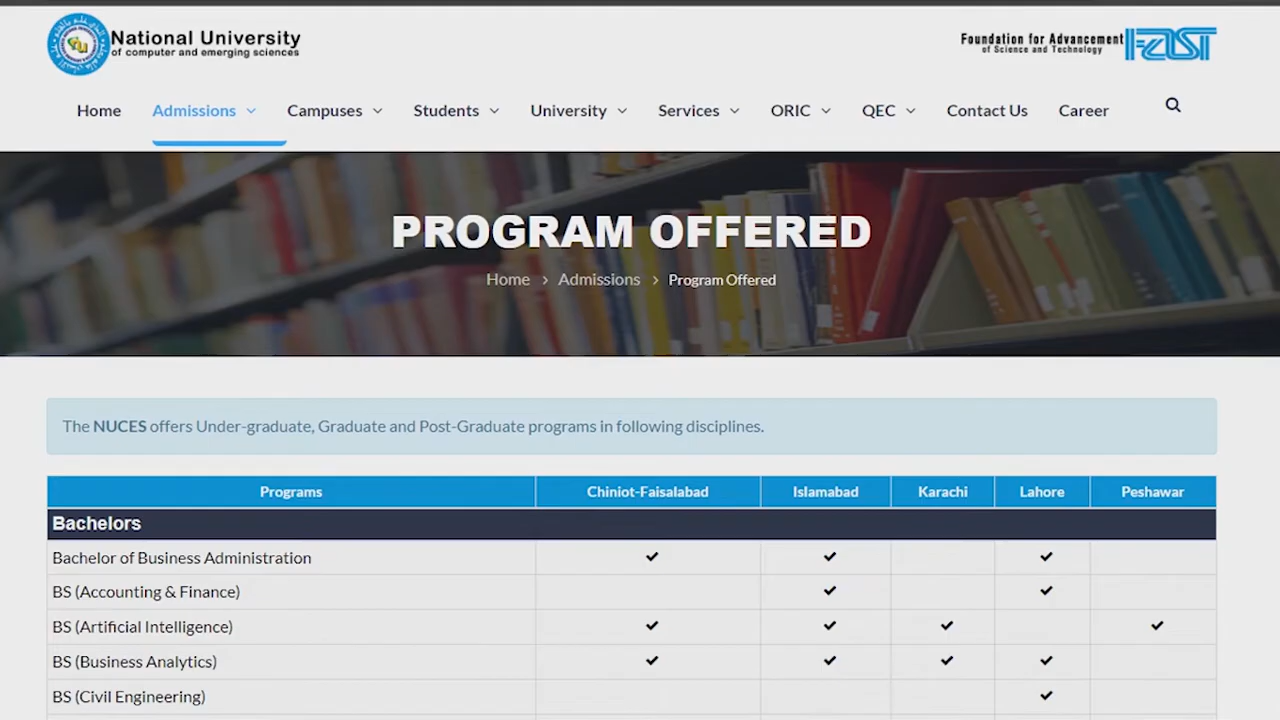 National University
of computer and emerging sciences
Foundation for Advancement
of Science and Technology
FAST
Home Admissions Campuses Students University Services ORIC QEC Contact Us Career
PROGRAM OFFERED
Home > Admissions > Program Offered
The NUCES offers Under-graduate, Graduate and Post-Graduate programs in following disciplines.
Programs Chiniot-Faisalabad Islamabad Karachi Lahore Peshawar
Bachelors
Bachelor of Business Administration ✓ ✓ ✓
BS (Accounting & Finance) ✓ ✓
BS (Artificial Intelligence) ✓ ✓ ✓ ✓
BS (Business Analytics) ✓ ✓ ✓ ✓
BS (Civil Engineering) ✓